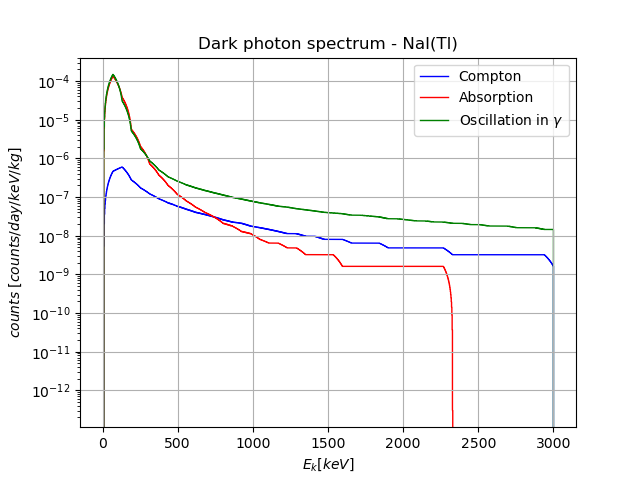 Dark photon spectrum - NaI(Tl)
Compton
Absorption
Oscillation in γ
counts [counts/day/keV/kg]
10⁻⁴
10⁻⁵
10⁻⁶
10⁻⁷
10⁻⁸
10⁻⁹
10⁻¹⁰
10⁻¹¹
10⁻¹²
0 500 1000 1500 2000 2500 3000
Eₖ[keV]